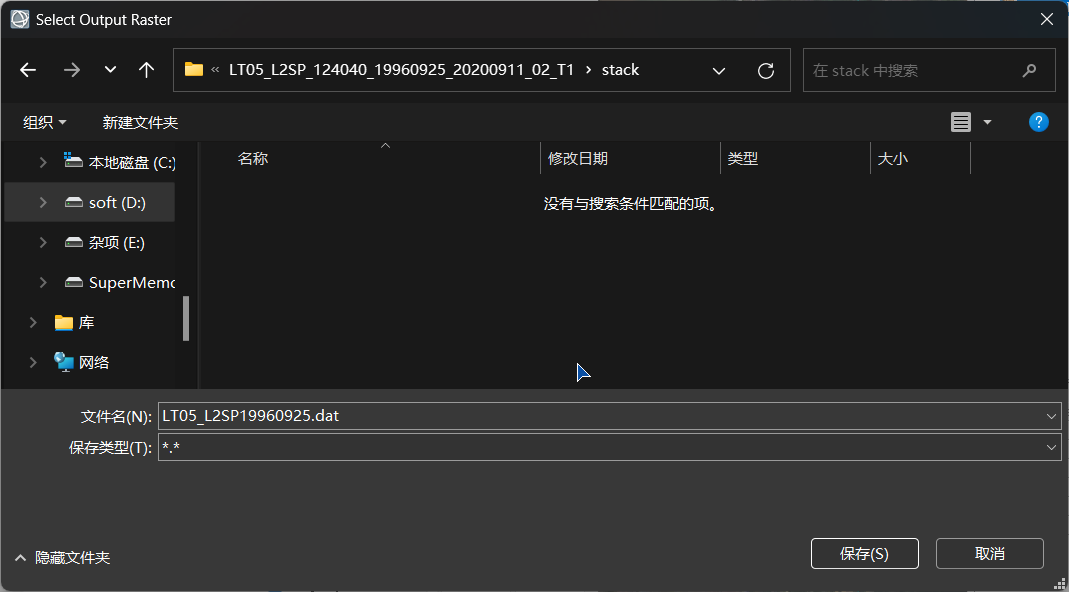 Select Output Raster
« LT05_L2SP_124040_19960925_20200911_02_T1 › stack
在 stack 中搜索
组织 新建文件夹
?
名称 修改日期 类型 大小
没有与搜索条件匹配的项。
本地磁盘 (C:)
soft (D:)
杂项 (E:)
SuperMemo
库
网络
文件名(N): LT05_L2SP19960925.dat
保存类型(T): *.*
隐藏文件夹
保存(S) 取消